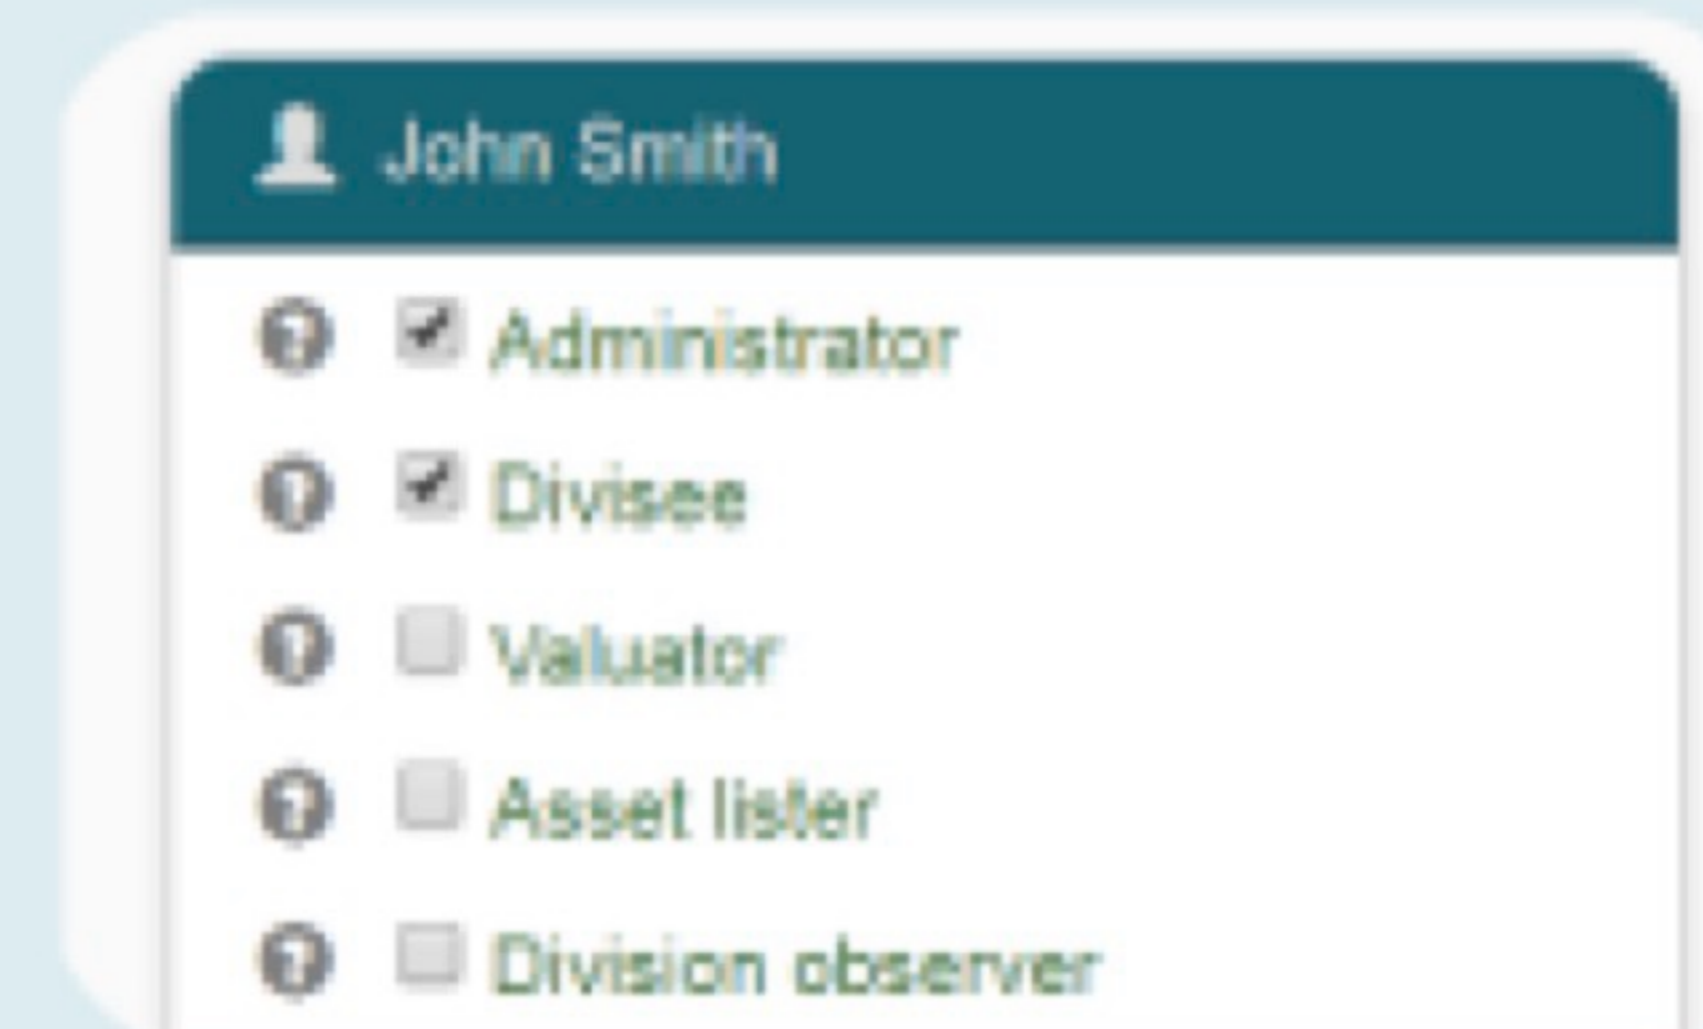 John Smith
Administrator
Divisee
Valuator
Asset lister
Division observer